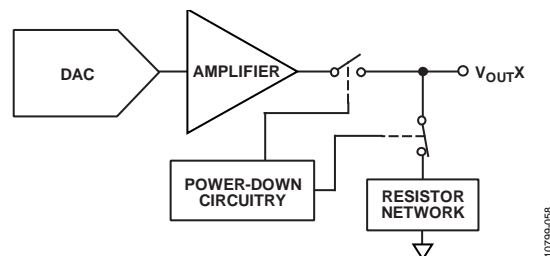 DAC
AMPLIFIER
VOUTX
POWER-DOWN
CIRCUITRY
RESISTOR
NETWORK
10799-058